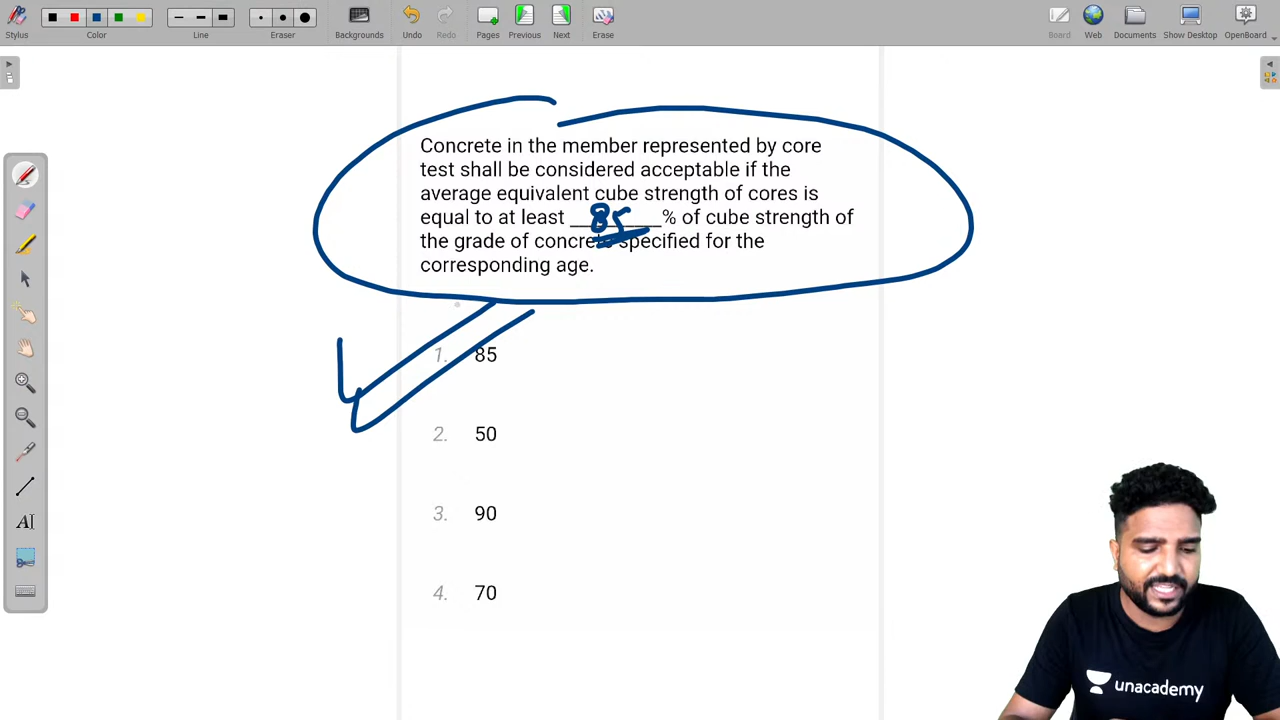 Stylus
Color
Line
Eraser
Backgrounds
Undo
Redo
Pages
Previous
Next
Erase
Board
Web
Documents
Show Desktop
OpenBoard
Concrete in the member represented by core
test shall be considered acceptable if the
average equivalent cube strength of cores is
equal to at least ___85___% of cube strength of
the grade of concrete specified for the
corresponding age.
1. 85
2. 50
3. 90
4. 70
AI
unacademy